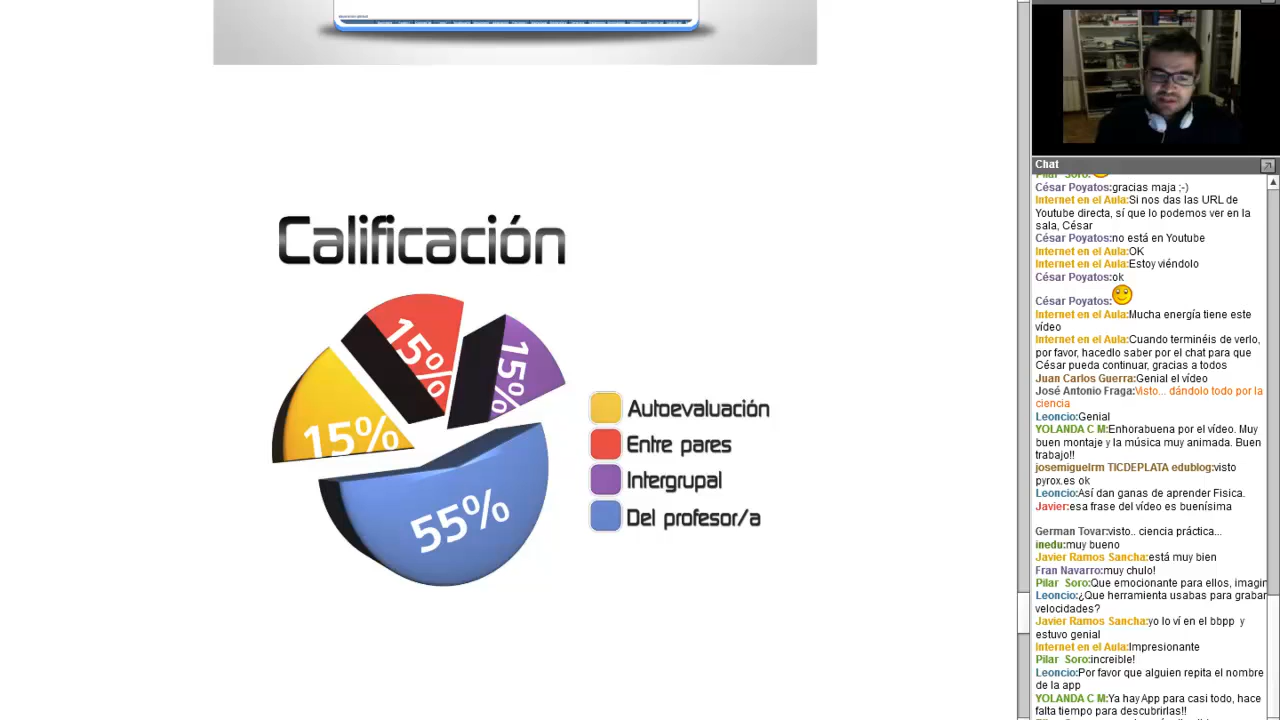 Calificación
15%
15%
15%
55%
Autoevaluación
Entre pares
Intergrupal
Del profesor/a
Chat
Pilar Soro:
César Poyatos:gracias maja ;-)
Internet en el Aula:Si nos das las URL de
Youtube directa, sí que lo podemos ver en la
sala, César
César Poyatos:no está en Youtube
Internet en el Aula:OK
Internet en el Aula:Estoy viéndolo
César Poyatos:ok
César Poyatos:
Internet en el Aula:Mucha energía tiene este
vídeo
Internet en el Aula:Cuando terminéis de verlo,
por favor, hacedlo saber por el chat para que
César pueda continuar, gracias a todos
Juan Carlos Guerra:Genial el vídeo
José Antonio Fraga:Visto... dándolo todo por la
ciencia
Leoncio:Genial
YOLANDA C M:Enhorabuena por el vídeo. Muy
buen montaje y la música muy animada. Buen
trabajo!!
josemiguelrm TICDEPLATA edublog:visto
pyrox.es ok
Leoncio:Así dan ganas de aprender Fisica.
Javier:esa frase del vídeo es buenísima
German Tovar:visto.. ciencia práctica...
inedu:muy bueno
Javier Ramos Sancha:está muy bien
Fran Navarro:muy chulo!
Pilar Soro:Que emocionante para ellos, imagin
Leoncio:¿Que herramienta usabas para grabar
velocidades?
Javier Ramos Sancha:yo lo ví en el bbpp y
estuvo genial
Internet en el Aula:Impresionante
Pilar Soro:increible!
Leoncio:Por favor que alguien repita el nombre
de la app
YOLANDA C M:Ya hay App para casi todo, hace
falta tiempo para descubrirlas!!